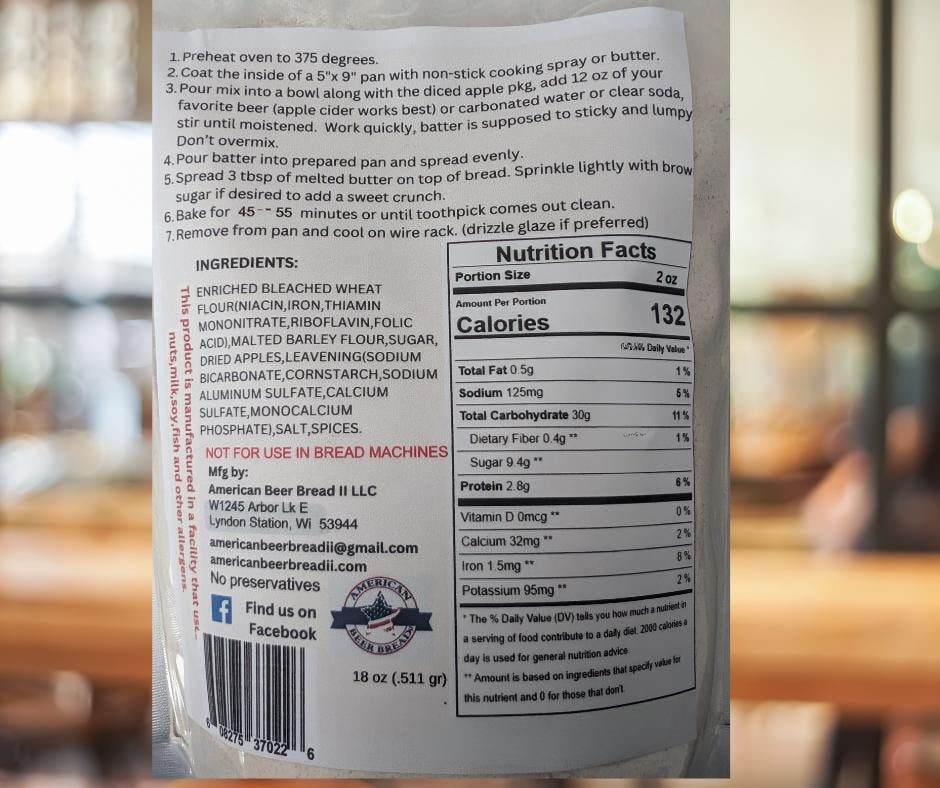 1. Preheat oven to 375 degrees.
2. Coat the inside of a 5"x 9" pan with non-stick cooking spray or butter.
3. Pour mix into a bowl along with the diced apple pkg, add 12 oz of your
favorite beer (apple cider works best) or carbonated water or clear soda,
stir until moistened. Work quickly, batter is supposed to sticky and lumpy
Don't overmix.
4. Pour batter into prepared pan and spread evenly.
5. Spread 3 tbsp of melted butter on top of bread. Sprinkle lightly with brow
sugar if desired to add a sweet crunch.
6. Bake for 45-- 55 minutes or until toothpick comes out clean.
7. Remove from pan and cool on wire rack. (drizzle glaze if preferred)
INGREDIENTS:
ENRICHED BLEACHED WHEAT
FLOUR(NIACIN,IRON,THIAMIN
MONONITRATE,RIBOFLAVIN,FOLIC
ACID),MALTED BARLEY FLOUR,SUGAR,
DRIED APPLES,LEAVENING(SODIUM
BICARBONATE,CORNSTARCH,SODIUM
ALUMINUM SULFATE,CALCIUM
SULFATE,MONOCALCIUM
PHOSPHATE),SALT,SPICES.
NOT FOR USE IN BREAD MACHINES
This product is manufactured in a facility that
nuts,milk,soy,fish and other allergens.
Mfg by:
American Beer Bread II LLC
W1245 Arbor Lk E
Lyndon Station, Wi 53944
americanbeerbreadii@gmail.com
americanbeerbreadii.com
No preservatives
f Find us on
Facebook
AMERICAN
BEER BREAD
18 oz (.511 gr)
6 08275 37022 6
Nutrition Facts
Portion Size 2 oz
Amount Per Portion
Calories 132
% Daily Value *
Total Fat 0.5g 1 %
Sodium 125mg 5 %
Total Carbohydrate 30g 11 %
Dietary Fiber 0.4g ** 1 %
Sugar 9.4g **
Protein 2.8g 6 %
Vitamin D 0mcg ** 0 %
Calcium 32mg ** 2 %
Iron 1.5mg ** 8 %
Potassium 95mg ** 2 %
* The % Daily Value (DV) tells you how much a nutrient in
a serving of food contribute to a daily diet. 2000 calories a
day is used for general nutrition advice.
** Amount is based on ingredients that specify value for
this nutrient and 0 for those that don't.